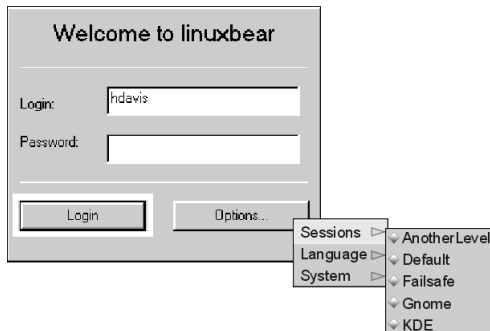 Welcome to linuxbear
Login: hdavis
Password:
Login Options...
Sessions
Language
System
AnotherLevel
Default
Failsafe
Gnome
KDE